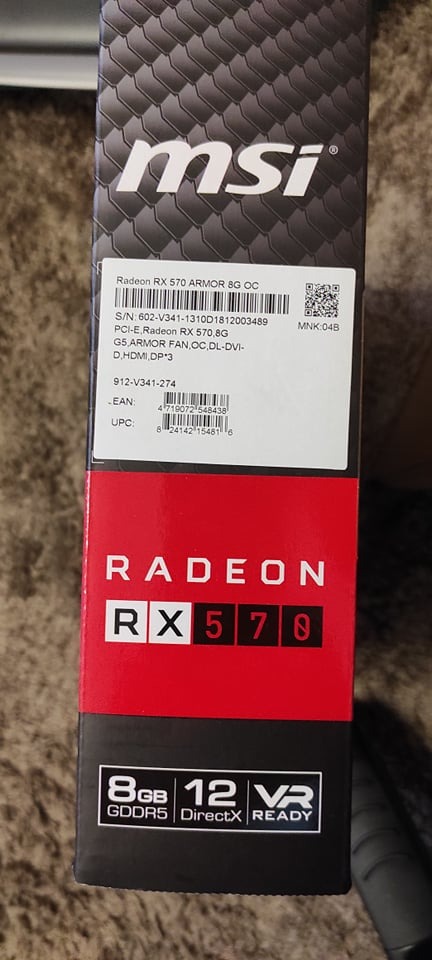 msi®
Radeon RX 570 ARMOR 8G OC
S/N: 602-V341-1310D1812003489
MNK:04B
PCI-E,Radeon RX 570,8G
G5,ARMOR FAN,OC,DL-DVI-
D,HDMI,DP*3
912-V341-274
EAN:
4 719072 548438
UPC:
8 24142 15481 6
RADEON
RX 570
8GB GDDR5
12 DirectX
VR READY